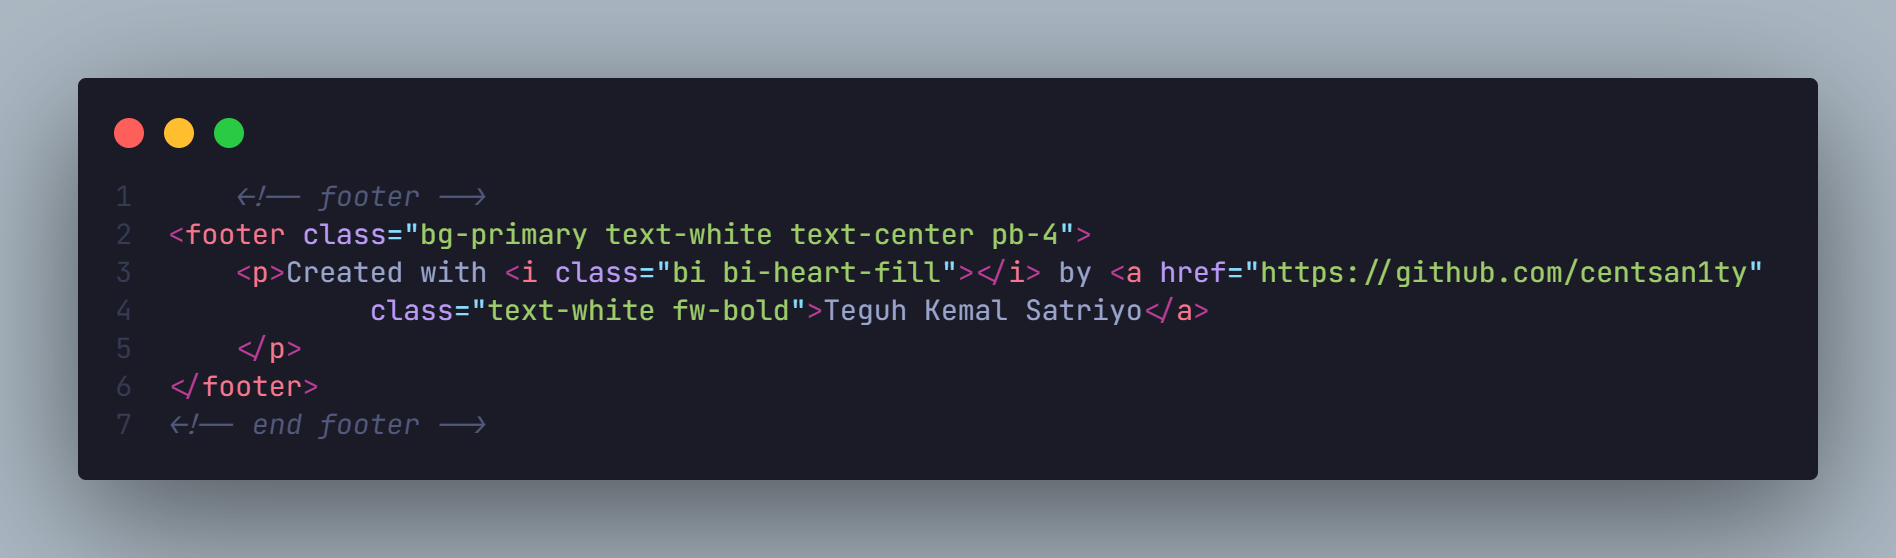 1 <!-- footer -->
2 <footer class="bg-primary text-white text-center pb-4">
3 <p>Created with <i class="bi bi-heart-fill"></i> by <a href="https://github.com/centsan1ty"
4 class="text-white fw-bold">Teguh Kemal Satriyo</a>
5 </p>
6 </footer>
7 <!-- end footer -->